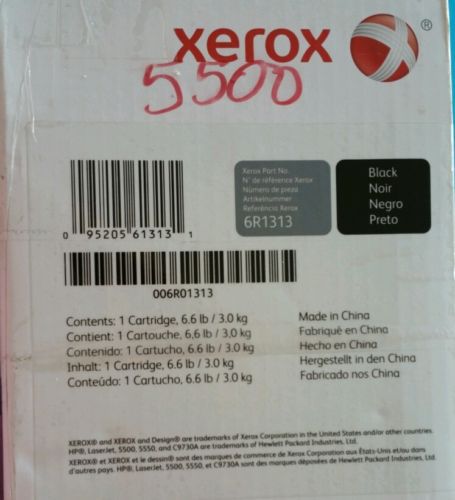 xerox ®
5500
Xerox Part No.
N° de référence Xerox
Número de pieza
Artikelnummer
Referência Xerox
6R1313
Black
Noir
Negro
Preto
0 95205 61313 1
006R01313
Contents: 1 Cartridge, 6.6 lb / 3.0 kg
Contient: 1 Cartouche, 6.6 lb / 3.0 kg
Contenido: 1 Cartucho, 6.6 lb / 3.0 kg
Inhalt: 1 Cartridge, 6.6 lb / 3.0 kg
Conteúdo: 1 Cartucho, 6.6 lb / 3.0 kg
Made in China
Fabriqué en China
Hecho en China
Hergestellt in den China
Fabricado nos China
XEROX® and XEROX and Design® are trademarks of Xerox Corporation in the United States and/or other countries.
HP®, LaserJet, 5500, 5550, and C9730A are trademarks of Hewlett Packard Industries, Ltd.
XEROX® et XEROX et le dessin® sont des marques de commerce de Xerox Corporation aux États-Unis et/ou dans
d'autres pays. HP®, LaserJet, 5500, 5550, et C9730A sont des marques déposées de Hewlett Packard Industries, Ltd.